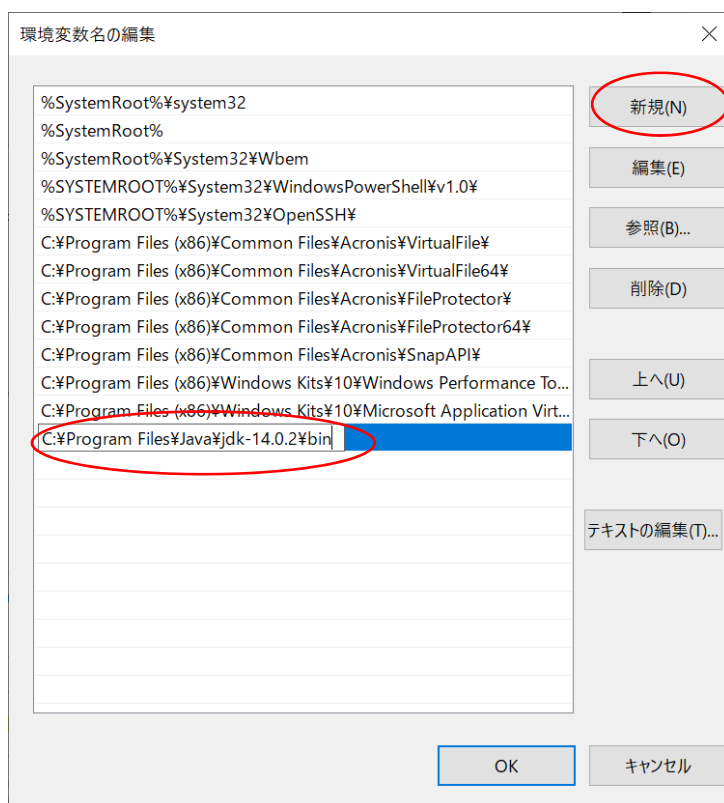 環境変数名の編集
%SystemRoot%¥system32
%SystemRoot%
%SystemRoot%¥System32¥Wbem
%SYSTEMROOT%¥System32¥WindowsPowerShell¥v1.0¥
%SYSTEMROOT%¥System32¥OpenSSH¥
C:¥Program Files (x86)¥Common Files¥Acronis¥VirtualFile¥
C:¥Program Files (x86)¥Common Files¥Acronis¥VirtualFile64¥
C:¥Program Files (x86)¥Common Files¥Acronis¥FileProtector¥
C:¥Program Files (x86)¥Common Files¥Acronis¥FileProtector64¥
C:¥Program Files (x86)¥Common Files¥Acronis¥SnapAPI¥
C:¥Program Files (x86)¥Windows Kits¥10¥Windows Performance To...
C:¥Program Files (x86)¥Windows Kits¥10¥Microsoft Application Virt...
C:¥Program Files¥Java¥jdk-14.0.2¥bin
新規(N)
編集(E)
参照(B)...
削除(D)
上へ(U)
下へ(O)
テキストの編集(T)...
OK
キャンセル